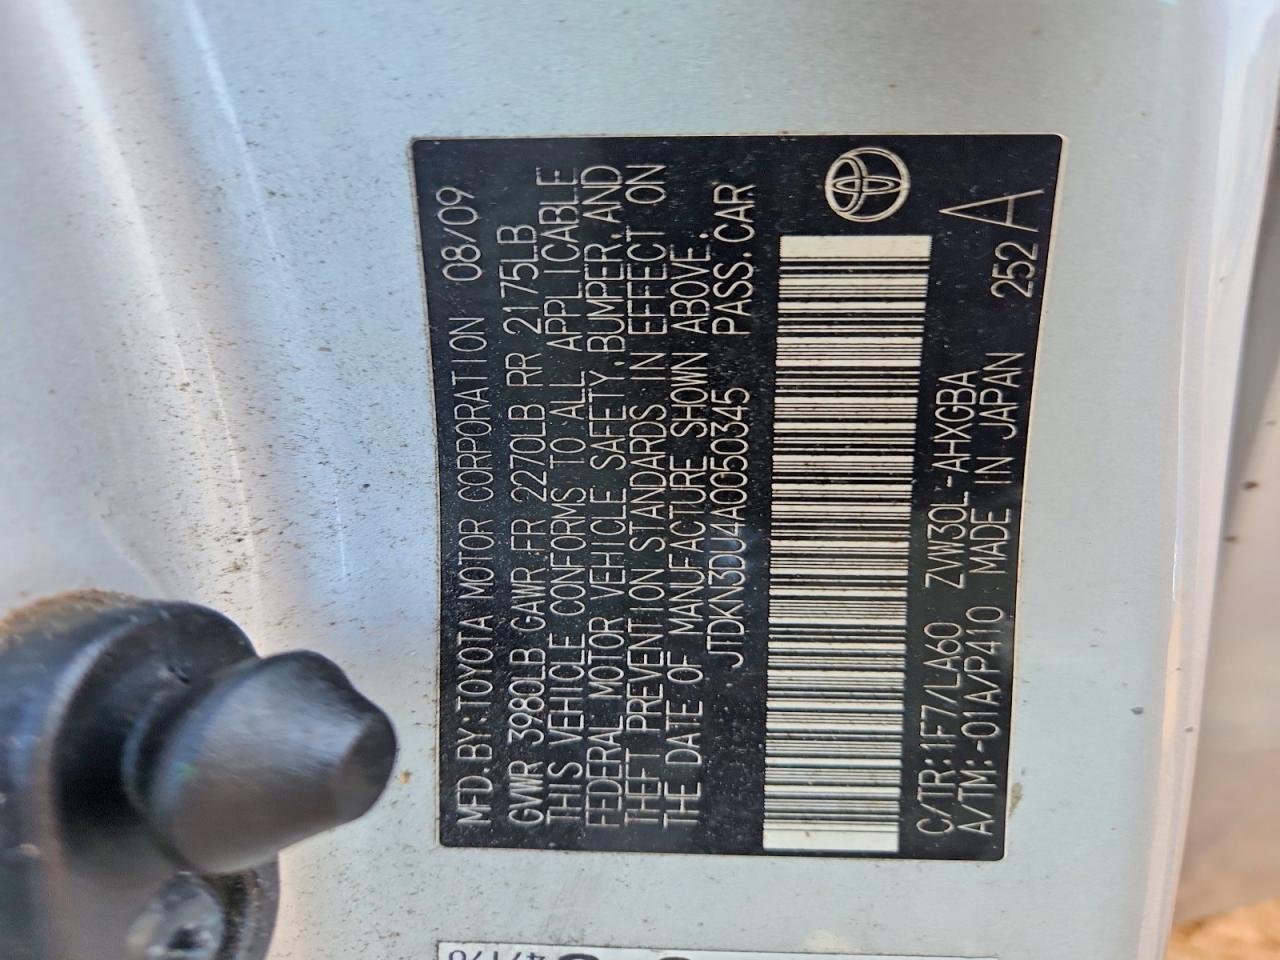 MFD.BY:TOYOTA MOTOR CORPORATION 08/09
GVWR 3980LB GAWR FR 2270LB RR 2175LB
THIS VEHICLE CONFORMS TO ALL APPLICABLE
FEDERAL MOTOR VEHICLE SAFETY,BUMPER,AND
THEFT PREVENTION STANDARDS IN EFFECT ON
THE DATE OF MANUFACTURE SHOWN ABOVE.
JTDKN3DU4A0050345 PASS.CAR
C/TR:1F7/LA60 ZVW30L-AHXGBA
A/TM:-01A/P410 MADE IN JAPAN 252 A